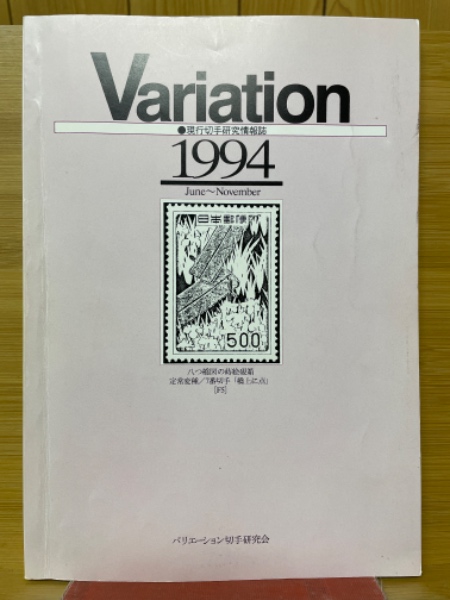 Variation
●現行切手研究情報誌
1994
June～November
日本郵便
500
八つ橋図の蒔絵硯箱
定常変種／7番切手「橋上に点」
[F5]
バリエーション切手研究会